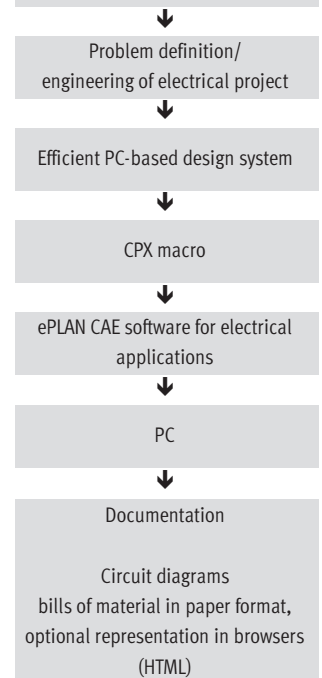 Problem definition/
engineering of electrical project
Efficient PC-based design system
CPX macro
ePLAN CAE software for electrical
applications
PC
Documentation
Circuit diagrams
bills of material in paper format,
optional representation in browsers
(HTML)